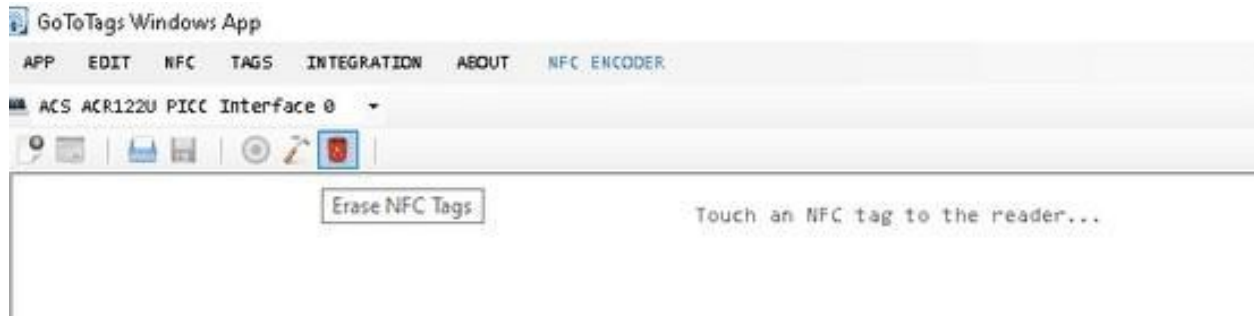 GoToTags Windows App
APP EDIT NFC TAGS INTEGRATION ABOUT NFC ENCODER
ACS ACR122U PICC Interface 0
Erase NFC Tags
Touch an NFC tag to the reader...